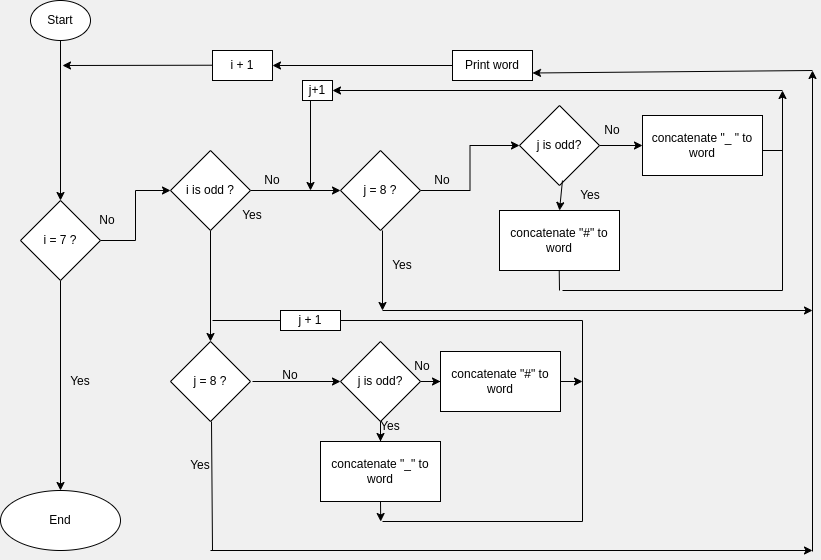 Start
i + 1
Print word
j+1
j is odd?
No
concatenate "_ " to
word
i is odd ?
No
Yes
j = 8 ?
No
Yes
concatenate "#" to
word
i = 7 ?
No
Yes
j + 1
j = 8 ?
No
j is odd?
No
concatenate "#" to
word
Yes
Yes
Yes
concatenate "_" to
word
End